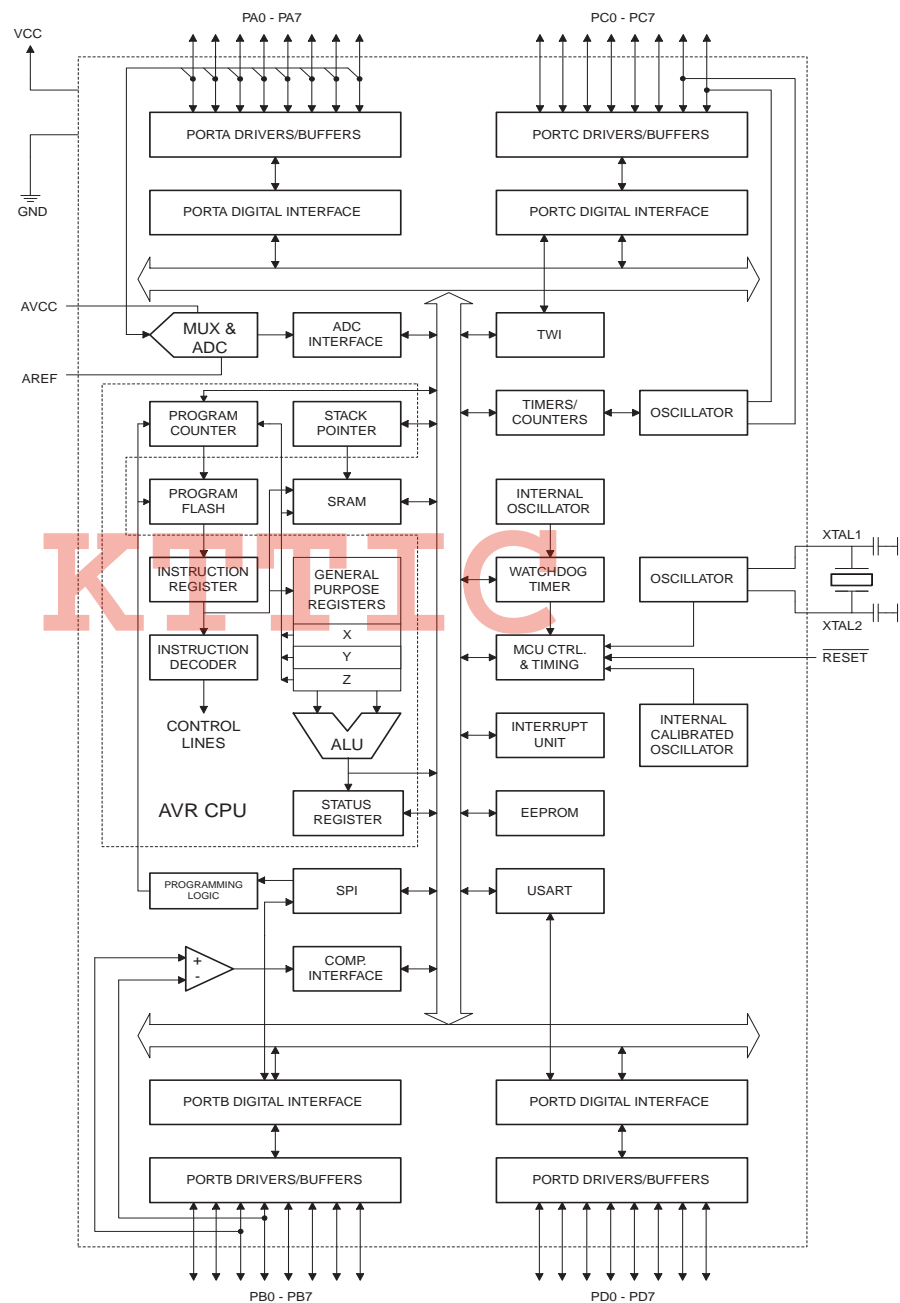 PA0 - PA7
PC0 - PC7
VCC
PORTA DRIVERS/BUFFERS
PORTC DRIVERS/BUFFERS
GND
PORTA DIGITAL INTERFACE
PORTC DIGITAL INTERFACE
AVCC
MUX &
ADC
ADC
INTERFACE
TWI
AREF
PROGRAM
COUNTER
STACK
POINTER
TIMERS/
COUNTERS
OSCILLATOR
PROGRAM
FLASH
SRAM
INTERNAL
OSCILLATOR
KTTIC
XTAL1
INSTRUCTION
REGISTER
GENERAL
PURPOSE
REGISTERS
WATCHDOG
TIMER
OSCILLATOR
XTAL2
X
Y
Z
INSTRUCTION
DECODER
MCU CTRL.
& TIMING
RESET
CONTROL
LINES
ALU
INTERRUPT
UNIT
INTERNAL
CALIBRATED
OSCILLATOR
AVR CPU
STATUS
REGISTER
EEPROM
PROGRAMMING
LOGIC
SPI
USART
+
-
COMP.
INTERFACE
PORTB DIGITAL INTERFACE
PORTD DIGITAL INTERFACE
PORTB DRIVERS/BUFFERS
PORTD DRIVERS/BUFFERS
PB0 - PB7
PD0 - PD7